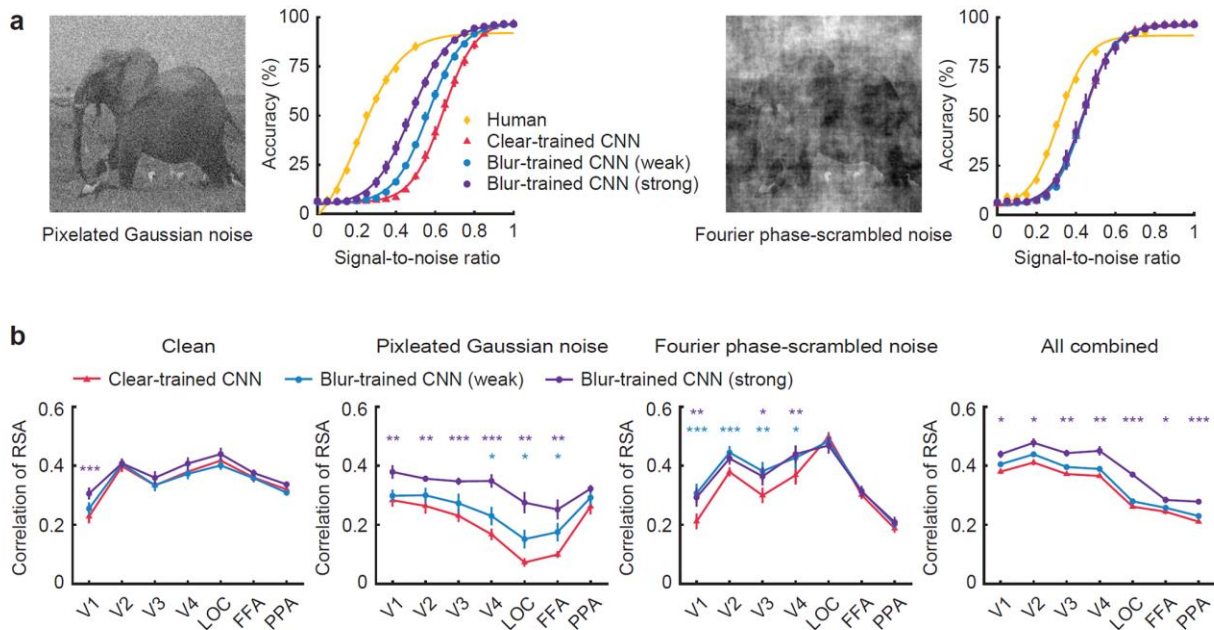 a
100
75
50
25
0
Accuracy (%)
0 0.2 0.4 0.6 0.8 1
Signal-to-noise ratio
Human
Clear-trained CNN
Blur-trained CNN (weak)
Blur-trained CNN (strong)
Pixelated Gaussian noise
100
75
50
25
0
Accuracy (%)
0 0.2 0.4 0.6 0.8 1
Signal-to-noise ratio
Fourier phase-scrambled noise
b
Clean
Pixleated Gaussian noise
Fourier phase-scrambled noise
All combined
Clear-trained CNN
Blur-trained CNN (weak)
Blur-trained CNN (strong)
0.6
0.4
0.2
0
Correlation of RSA
***
V1 V2 V3 V4 LOC FFA PPA
0.6
0.4
0.2
0
Correlation of RSA
** ** *** *** ** **
* * *
V1 V2 V3 V4 LOC FFA PPA
0.6
0.4
0.2
0
Correlation of RSA
** * **
*** *** ** *
V1 V2 V3 V4 LOC FFA PPA
0.6
0.4
0.2
0
Correlation of RSA
* * ** ** *** * ***
V1 V2 V3 V4 LOC FFA PPA